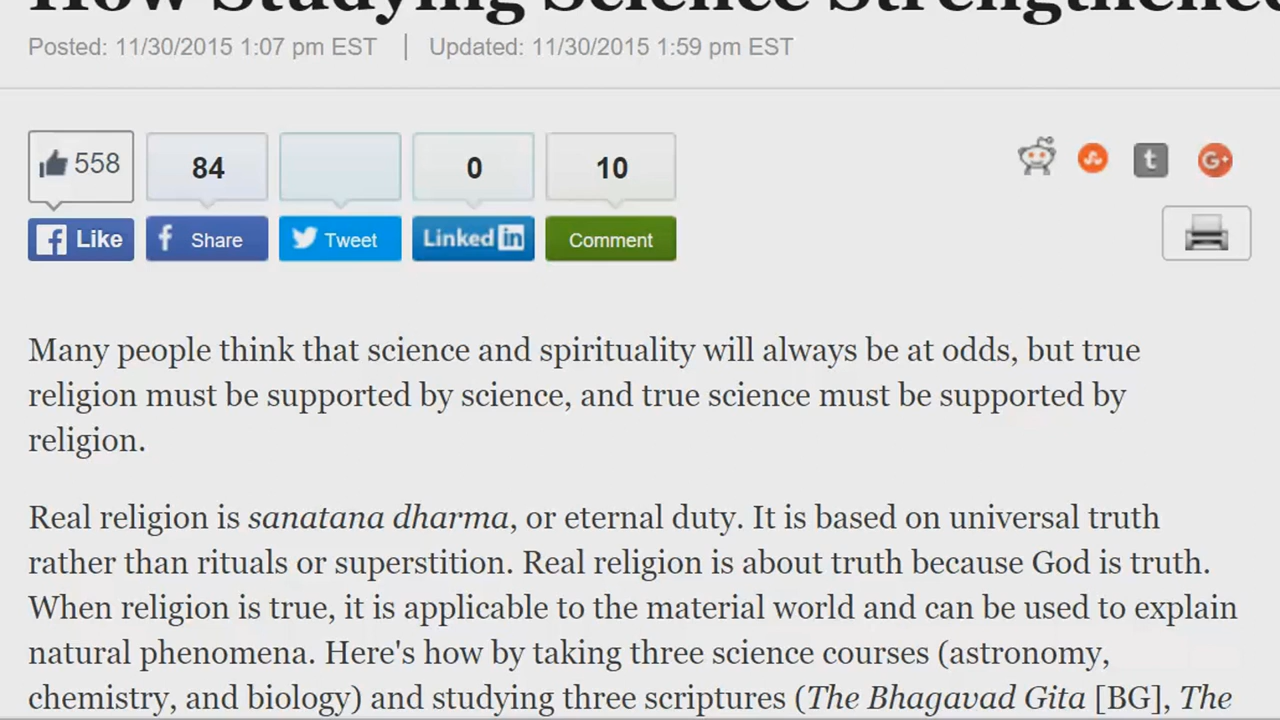 How Studying Science Strengthene
Posted: 11/30/2015 1:07 pm EST | Updated: 11/30/2015 1:59 pm EST
558 84 0 10
Like Share Tweet Linked in Comment
Many people think that science and spirituality will always be at odds, but true
religion must be supported by science, and true science must be supported by
religion.
Real religion is sanatana dharma, or eternal duty. It is based on universal truth
rather than rituals or superstition. Real religion is about truth because God is truth.
When religion is true, it is applicable to the material world and can be used to explain
natural phenomena. Here's how by taking three science courses (astronomy,
chemistry, and biology) and studying three scriptures (The Bhagavad Gita [BG], The